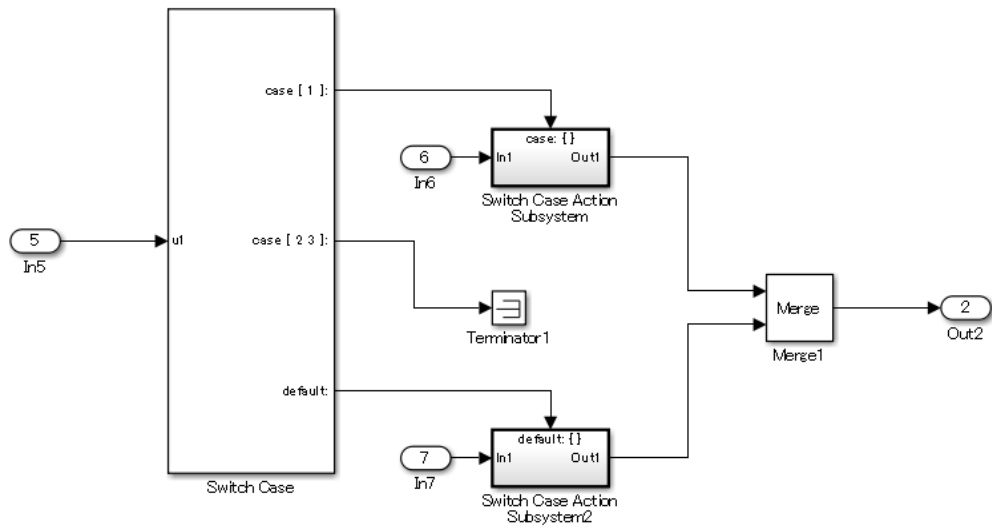 case [ 1 ]:
case: { }
6
In1
Out1
In6
Switch Case Action
Subsystem
5
u1
case [ 2 3 ]:
In5
Merge
2
Terminator1
Merge1
Out2
default:
default: { }
7
In1
Out1
In7
Switch Case
Switch Case Action
Subsystem2